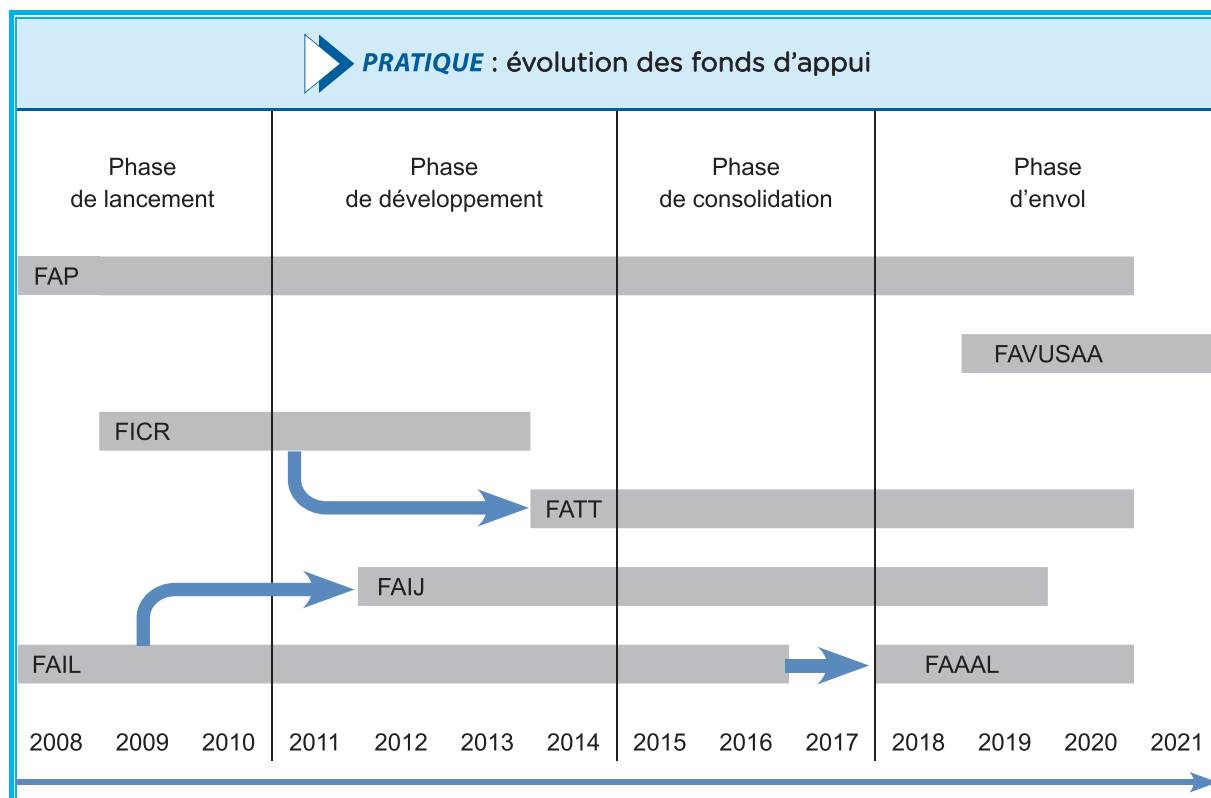 PRATIQUE : évolution des fonds d'appui
Phase
de lancement
Phase
de développement
Phase
de consolidation
Phase
d'envol
FAP
FAVUSAA
FICR
FATT
FAIJ
FAIL
FAAAL
2008 2009 2010 2011 2012 2013 2014 2015 2016 2017 2018 2019 2020 2021